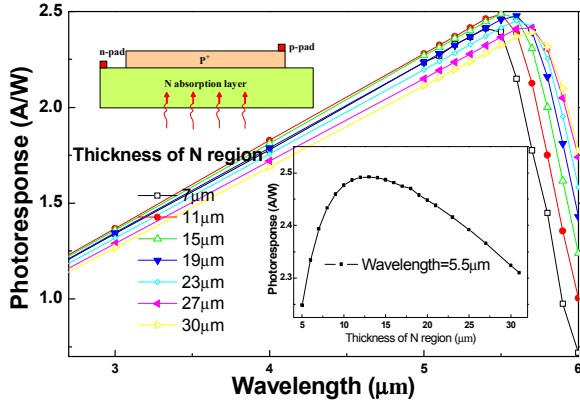 n-pad
p-pad
P+
N absorption layer
Thickness of N region
7μm
11μm
15μm
19μm
23μm
27μm
30μm
Photoresponse (A/W)
2.5
2.0
1.5
1.0
3
4
5
6
Wavelength (μm)
Photoresponse (A/W)
2.5
2.4
2.3
Wavelength=5.5μm
5
10
15
20
25
30
Thickness of N region (μm)